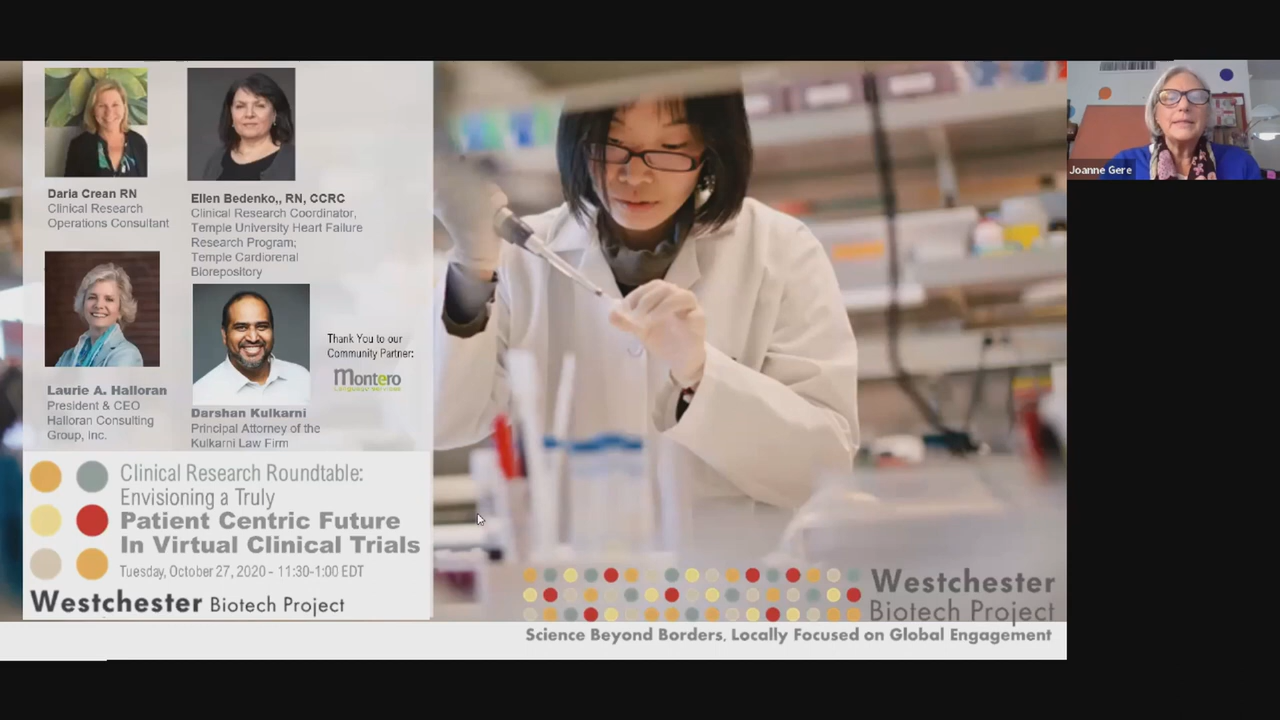 Daria Crean RN
Clinical Research
Operations Consultant
Ellen Bedenko,, RN, CCRC
Clinical Research Coordinator,
Temple University Heart Failure
Research Program;
Temple Cardiorenal
Biorepository
Laurie A. Halloran
President & CEO
Halloran Consulting
Group, Inc.
Darshan Kulkarni
Principal Attorney of the
Kulkarni Law Firm
Thank You to our
Community Partner:
Montero
Language Services
Clinical Research Roundtable:
Envisioning a Truly
Patient Centric Future
In Virtual Clinical Trials
Tuesday, October 27, 2020 - 11:30-1:00 EDT
Westchester Biotech Project
Westchester
Biotech Project
Science Beyond Borders, Locally Focused on Global Engagement
Joanne Gere